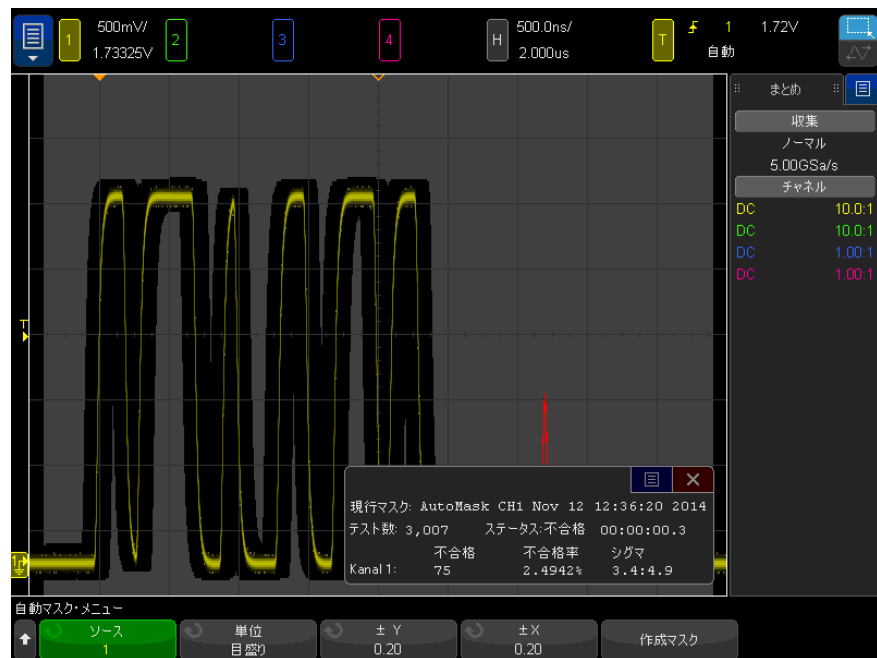 1 500mV/ 2 3 4 H 500.0ns/ T 1 1.72V
1.73325V 2.000us 自動
まとめ
収集
ノーマル
5.00GSa/s
チャネル
DC 10.0:1
DC 10.0:1
DC 1.00:1
DC 1.00:1
T
1
現行マスク: AutoMask CH1 Nov 12 12:36:20 2014
テスト数: 3,007 ステータス:不合格 00:00:00.3
不合格 不合格率 シグマ
Kanal 1: 75 2.4942% 3.4:4.9
自動マスク・メニュー
ソース 単位 ± Y ±X 作成マスク
1 目盛り 0.20 0.20